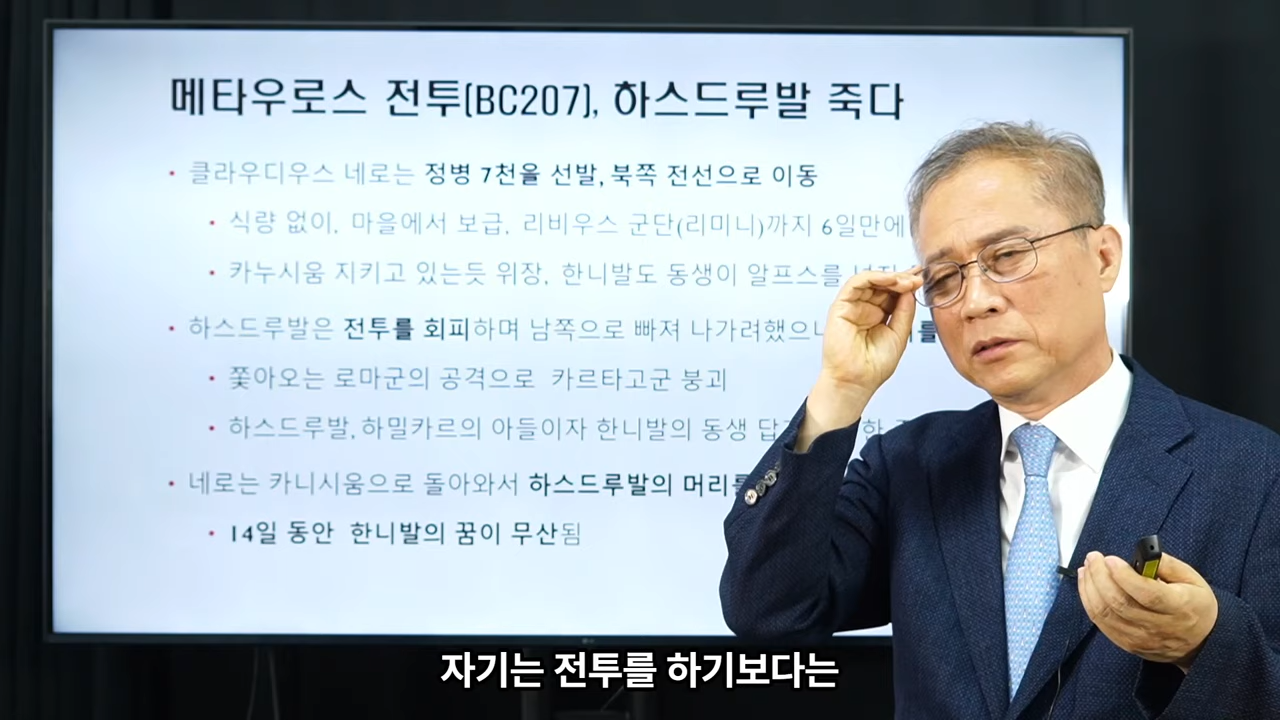 메타우로스 전투(BC207), 하스드루발 죽다
• 클라우디우스 네로는 정병 7천을 선발, 북쪽 전선으로 이동
• 식량 없이, 마을에서 보급, 리비우스 군단(리미니)까지 6일만에
• 카누시움 지키고 있는듯 위장, 한니발도 동생이 알프스를
• 하스드루발은 전투를 회피하며 남쪽으로 빠져 나가려했으나
• 쫓아오는 로마군의 공격으로 카르타고군 붕괴
• 하스드루발, 하밀카르의 아들이자 한니발의 동생
• 네로는 카니시움으로 돌아와서 하스드루발의 머리를
• 14일 동안 한니발의 꿈이 무산됨
자기는 전투를 하기보다는